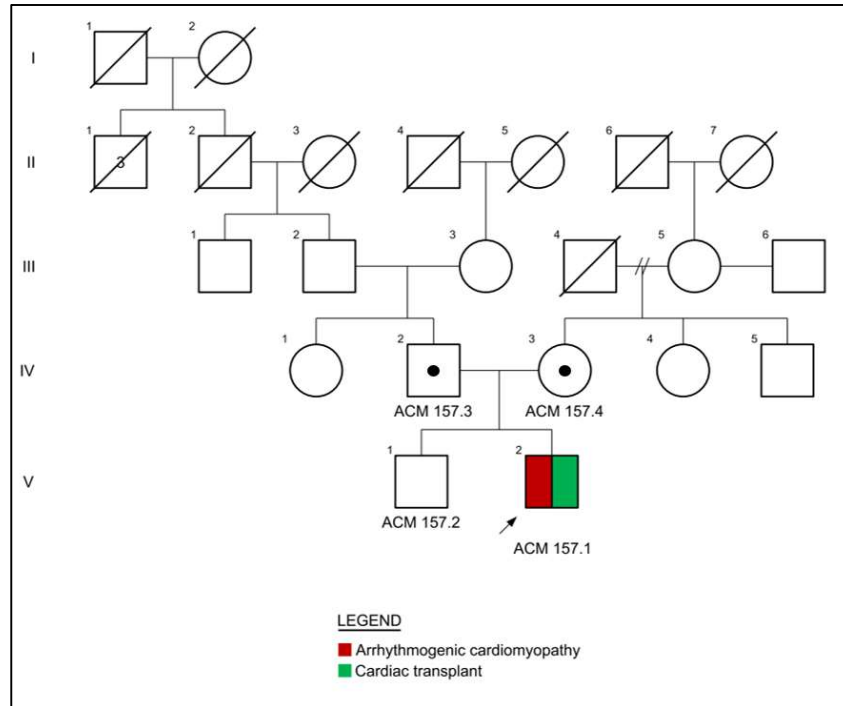 1 2
I
1 2 3 4 5 6 7
II 3
1 2 3 4 5 6
III
1 2 3 4 5
IV
ACM 157.3 ACM 157.4
1 2
V
ACM 157.2
ACM 157.1
LEGEND
Arrhythmogenic cardiomyopathy
Cardiac transplant